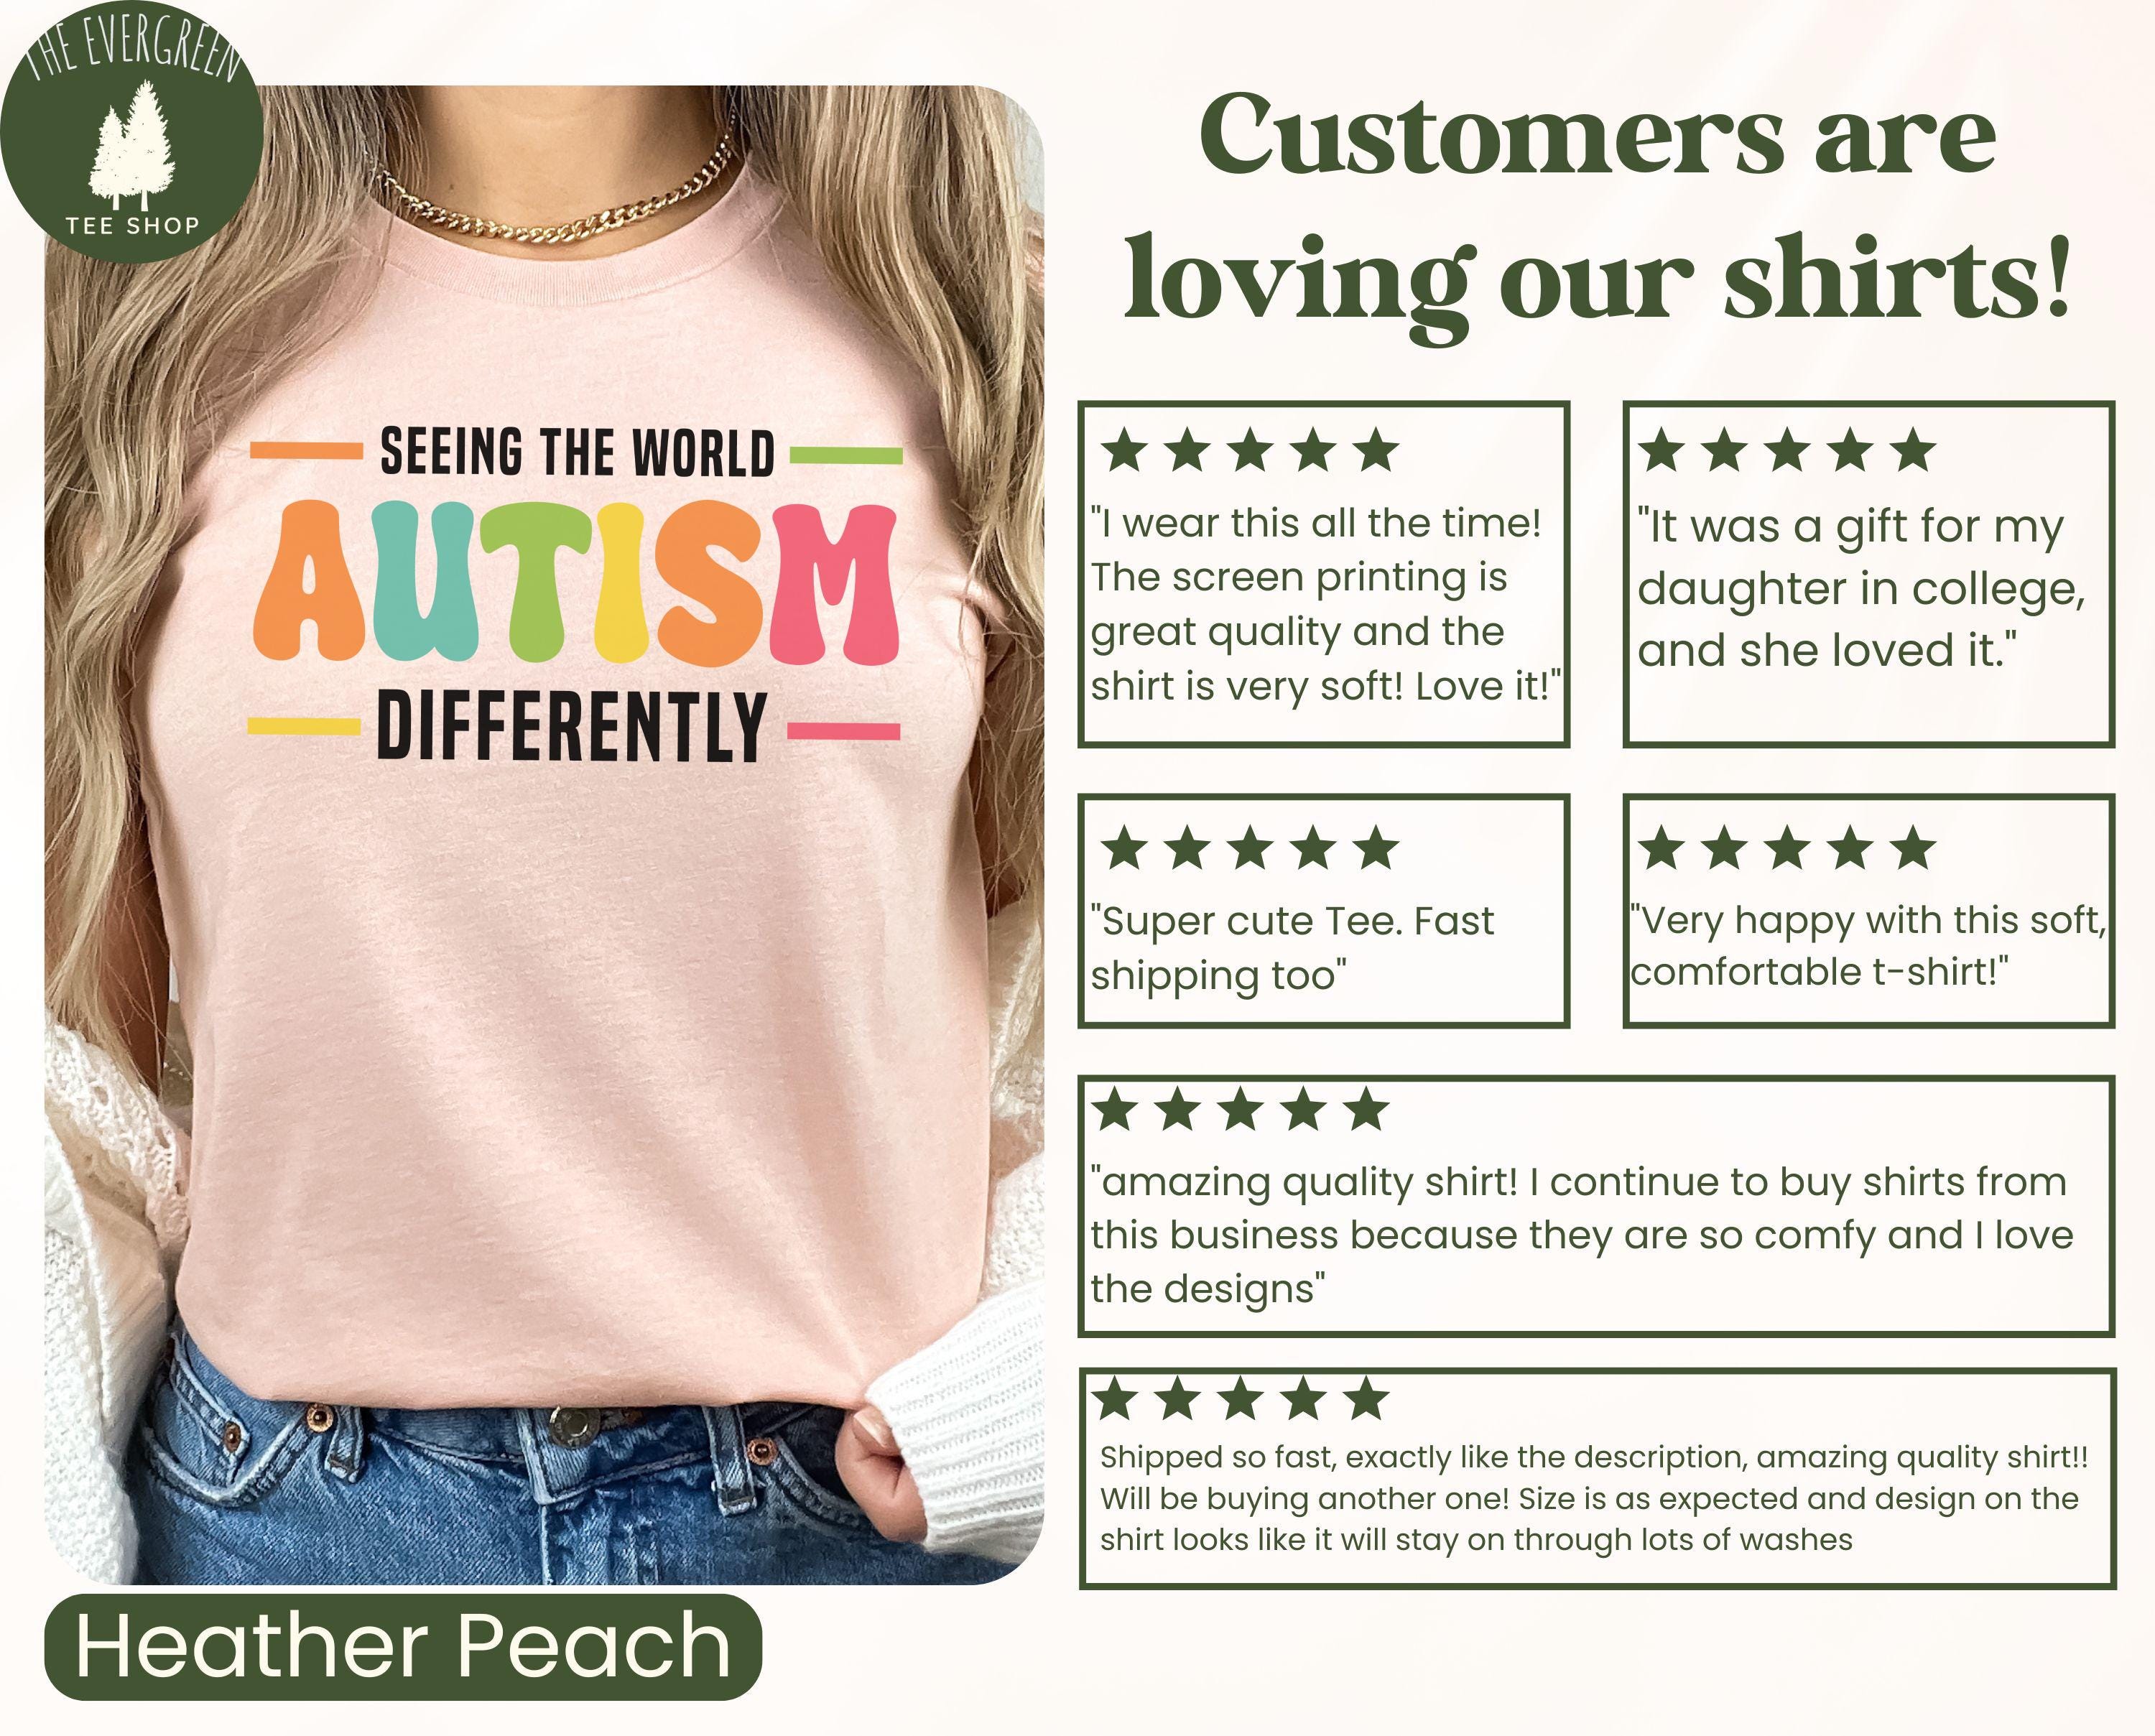 THE EVERGREEN
TEE SHOP
SEEING THE WORLD
AUTISM
DIFFERENTLY
Heather Peach
Customers are
loving our shirts!
"I wear this all the time!
The screen printing is
great quality and the
shirt is very soft! Love it!"
"It was a gift for my
daughter in college,
and she loved it."
"Super cute Tee. Fast
shipping too"
"Very happy with this soft,
comfortable t-shirt!"
"amazing quality shirt! I continue to buy shirts from
this business because they are so comfy and I love
the designs"
Shipped so fast, exactly like the description, amazing quality shirt!!
Will be buying another one! Size is as expected and design on the
shirt looks like it will stay on through lots of washes